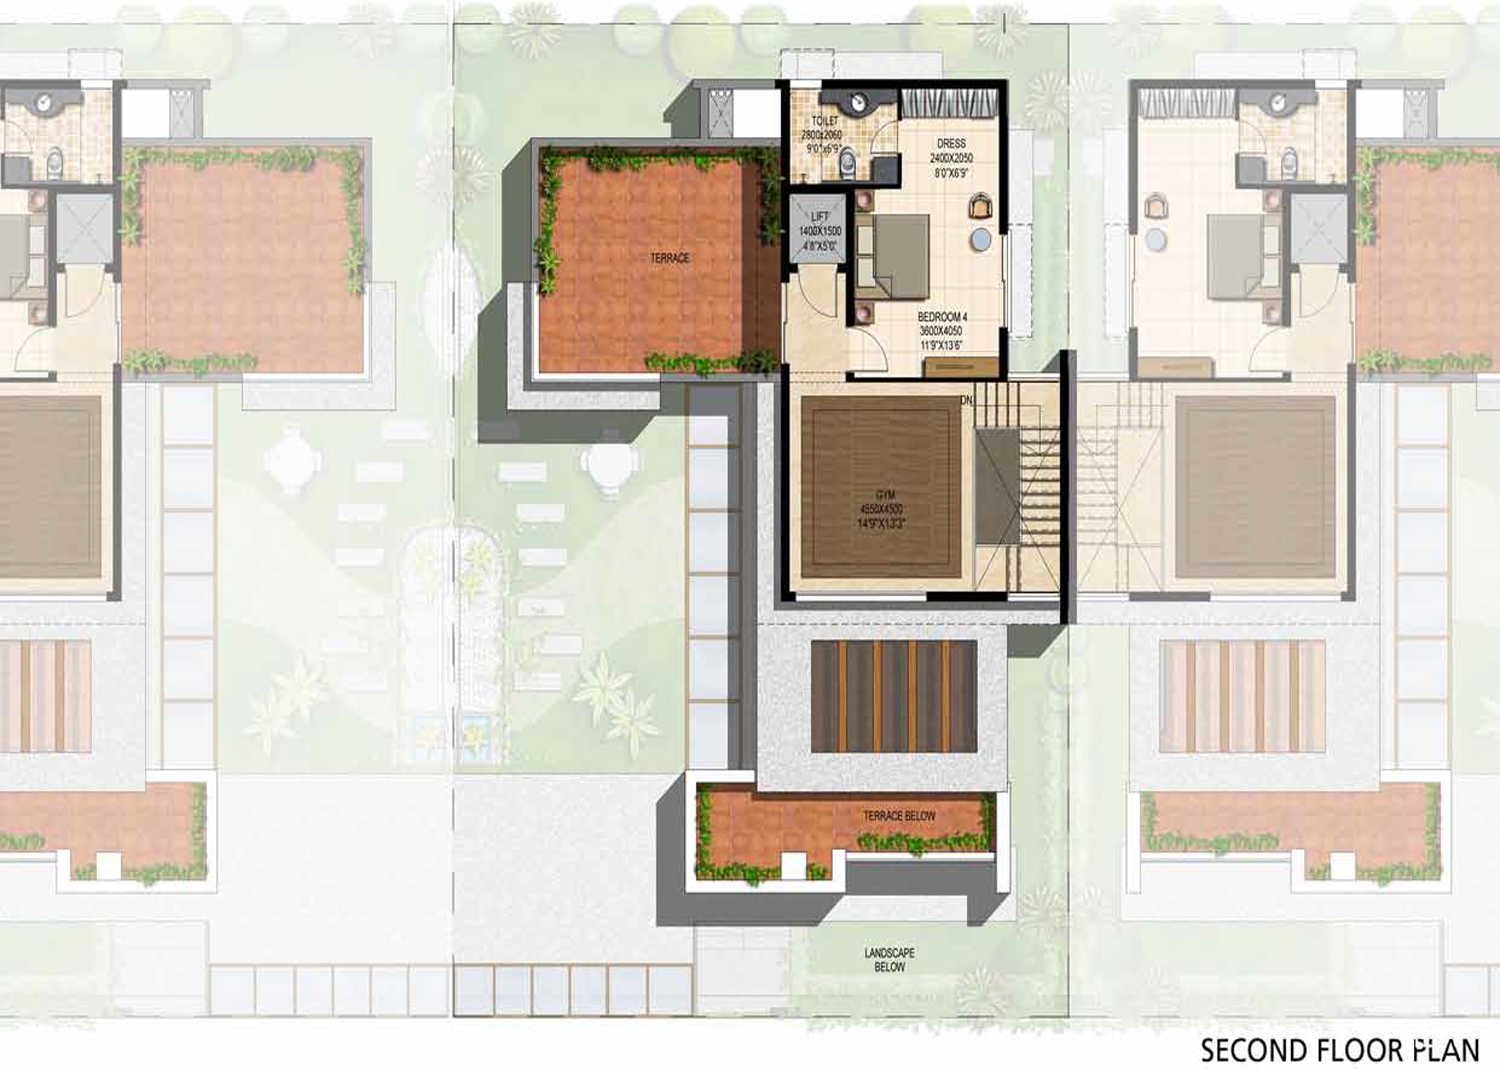 TOILET
2800x2060
9'0"x6'9"
DRESS
2400X2050
8'0"X6'9"
LIFT
1400X1500
4'8"X5'0"
TERRACE
BEDROOM 4
3600X4050
11'9"X13'6"
DN
GYM
4550X4500
14'9"X13'3"
TERRACE BELOW
LANDSCAPE
BELOW
SECOND FLOOR PLAN